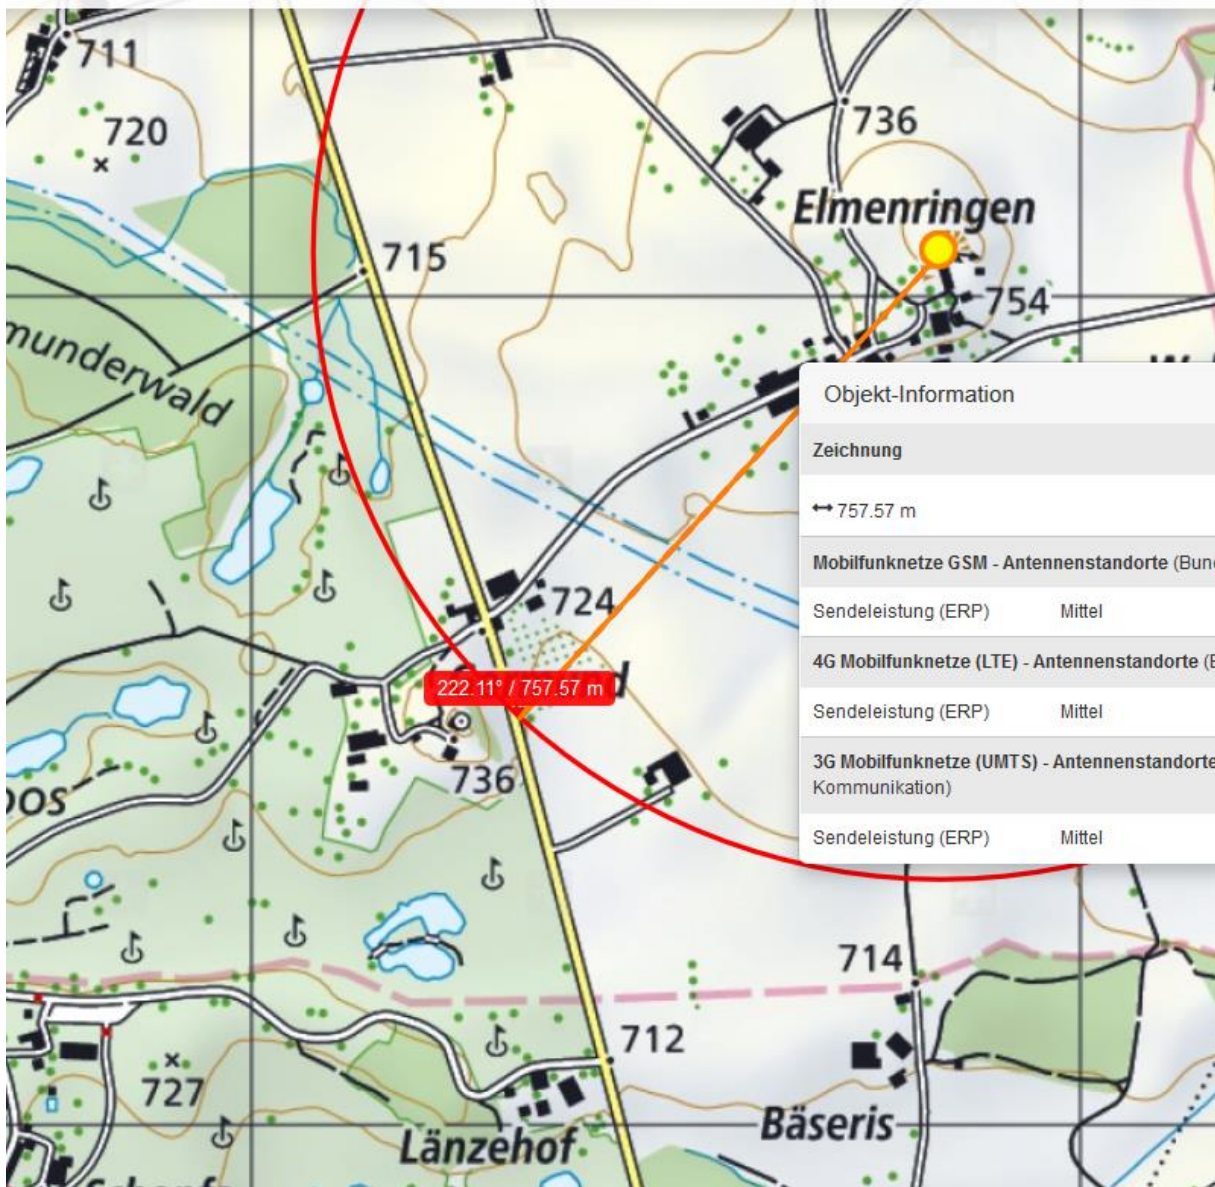 711
720
736
Elmenringen
715
754
munderwald
Objekt-Information
Zeichnung
757.57 m
Mobilfunknetze GSM - Antennenstandorte (Bun
724
Sendeleistung (ERP) Mittel
4G Mobilfunknetze (LTE) - Antennenstandorte (B
222.11° / 757.57 m
d
Sendeleistung (ERP) Mittel
3G Mobilfunknetze (UMTS) - Antennenstandorte
Kommunikation)
736
oos
Sendeleistung (ERP) Mittel
714
712
727
Bäseris
Länzehof